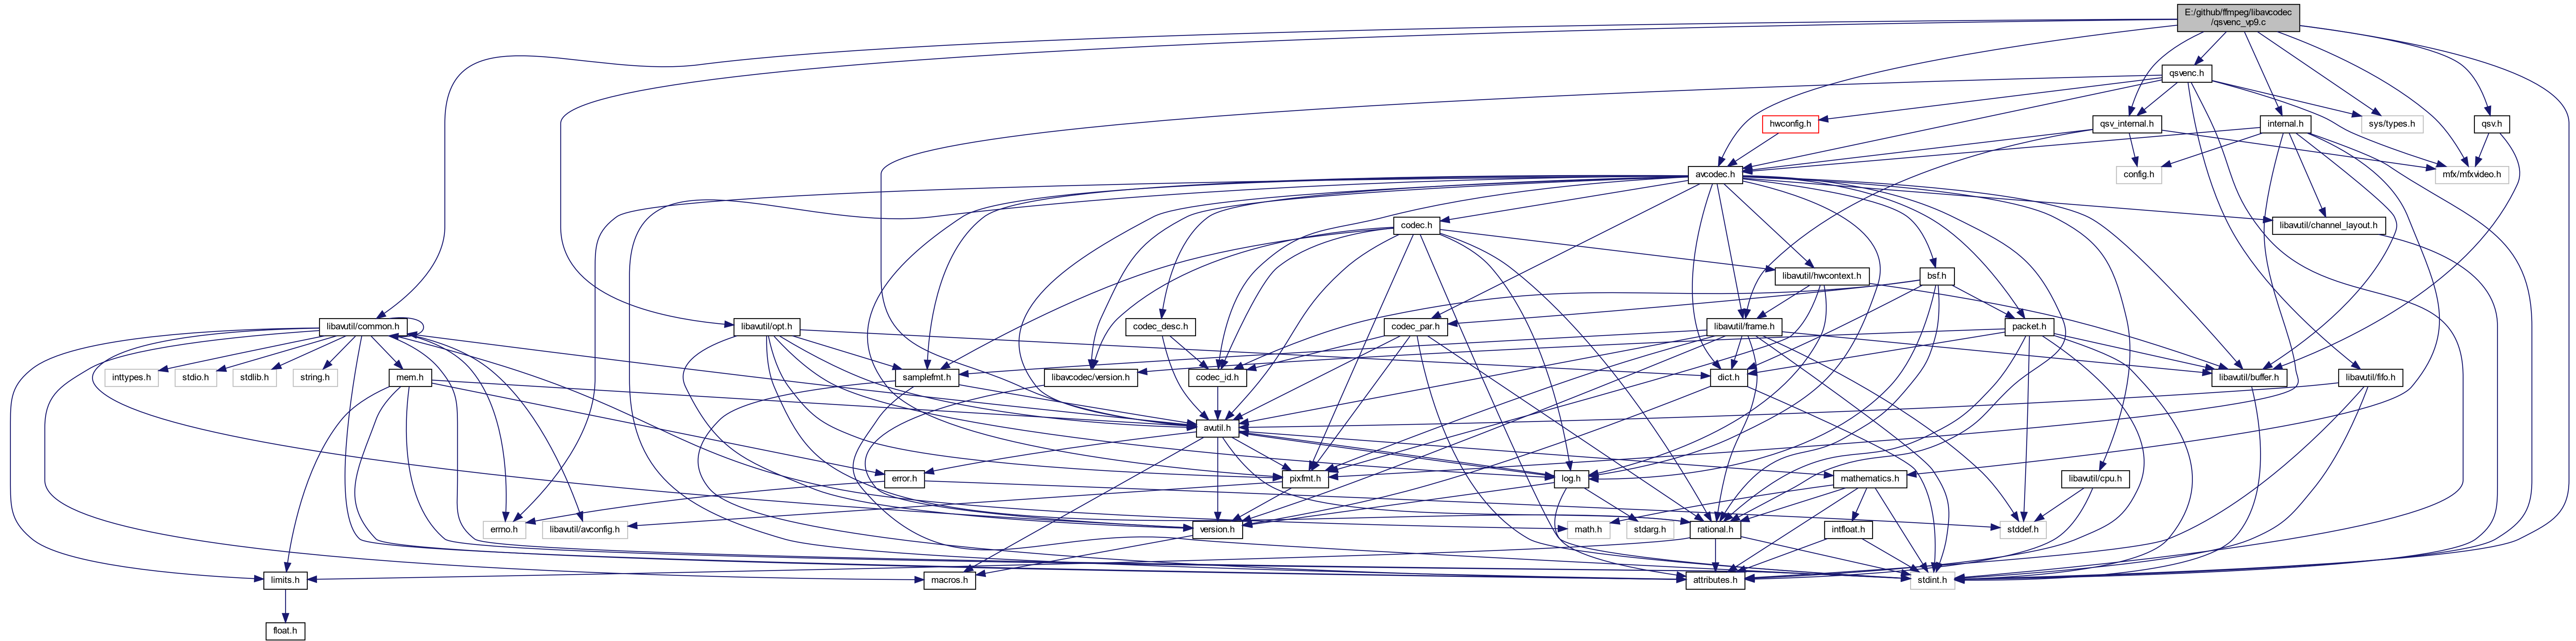 E:/github/ffmpeg/libavcodec
/qsvenc_vp9.c
qsvenc.h
hwconfig.h
qsv_internal.h
internal.h
sys/types.h
qsv.h
avcodec.h
config.h
mfx/mfxvideo.h
codec.h
libavutil/channel_layout.h
libavutil/hwcontext.h
bsf.h
libavutil/common.h
libavutil/opt.h
codec_desc.h
codec_par.h
libavutil/frame.h
packet.h
inttypes.h
stdio.h
stdlib.h
string.h
mem.h
samplefmt.h
libavcodec/version.h
codec_id.h
dict.h
libavutil/buffer.h
libavutil/fifo.h
avutil.h
error.h
pixfmt.h
log.h
mathematics.h
libavutil/cpu.h
errno.h
libavutil/avconfig.h
version.h
math.h
stdarg.h
rational.h
intfloat.h
stddef.h
limits.h
macros.h
attributes.h
stdint.h
float.h